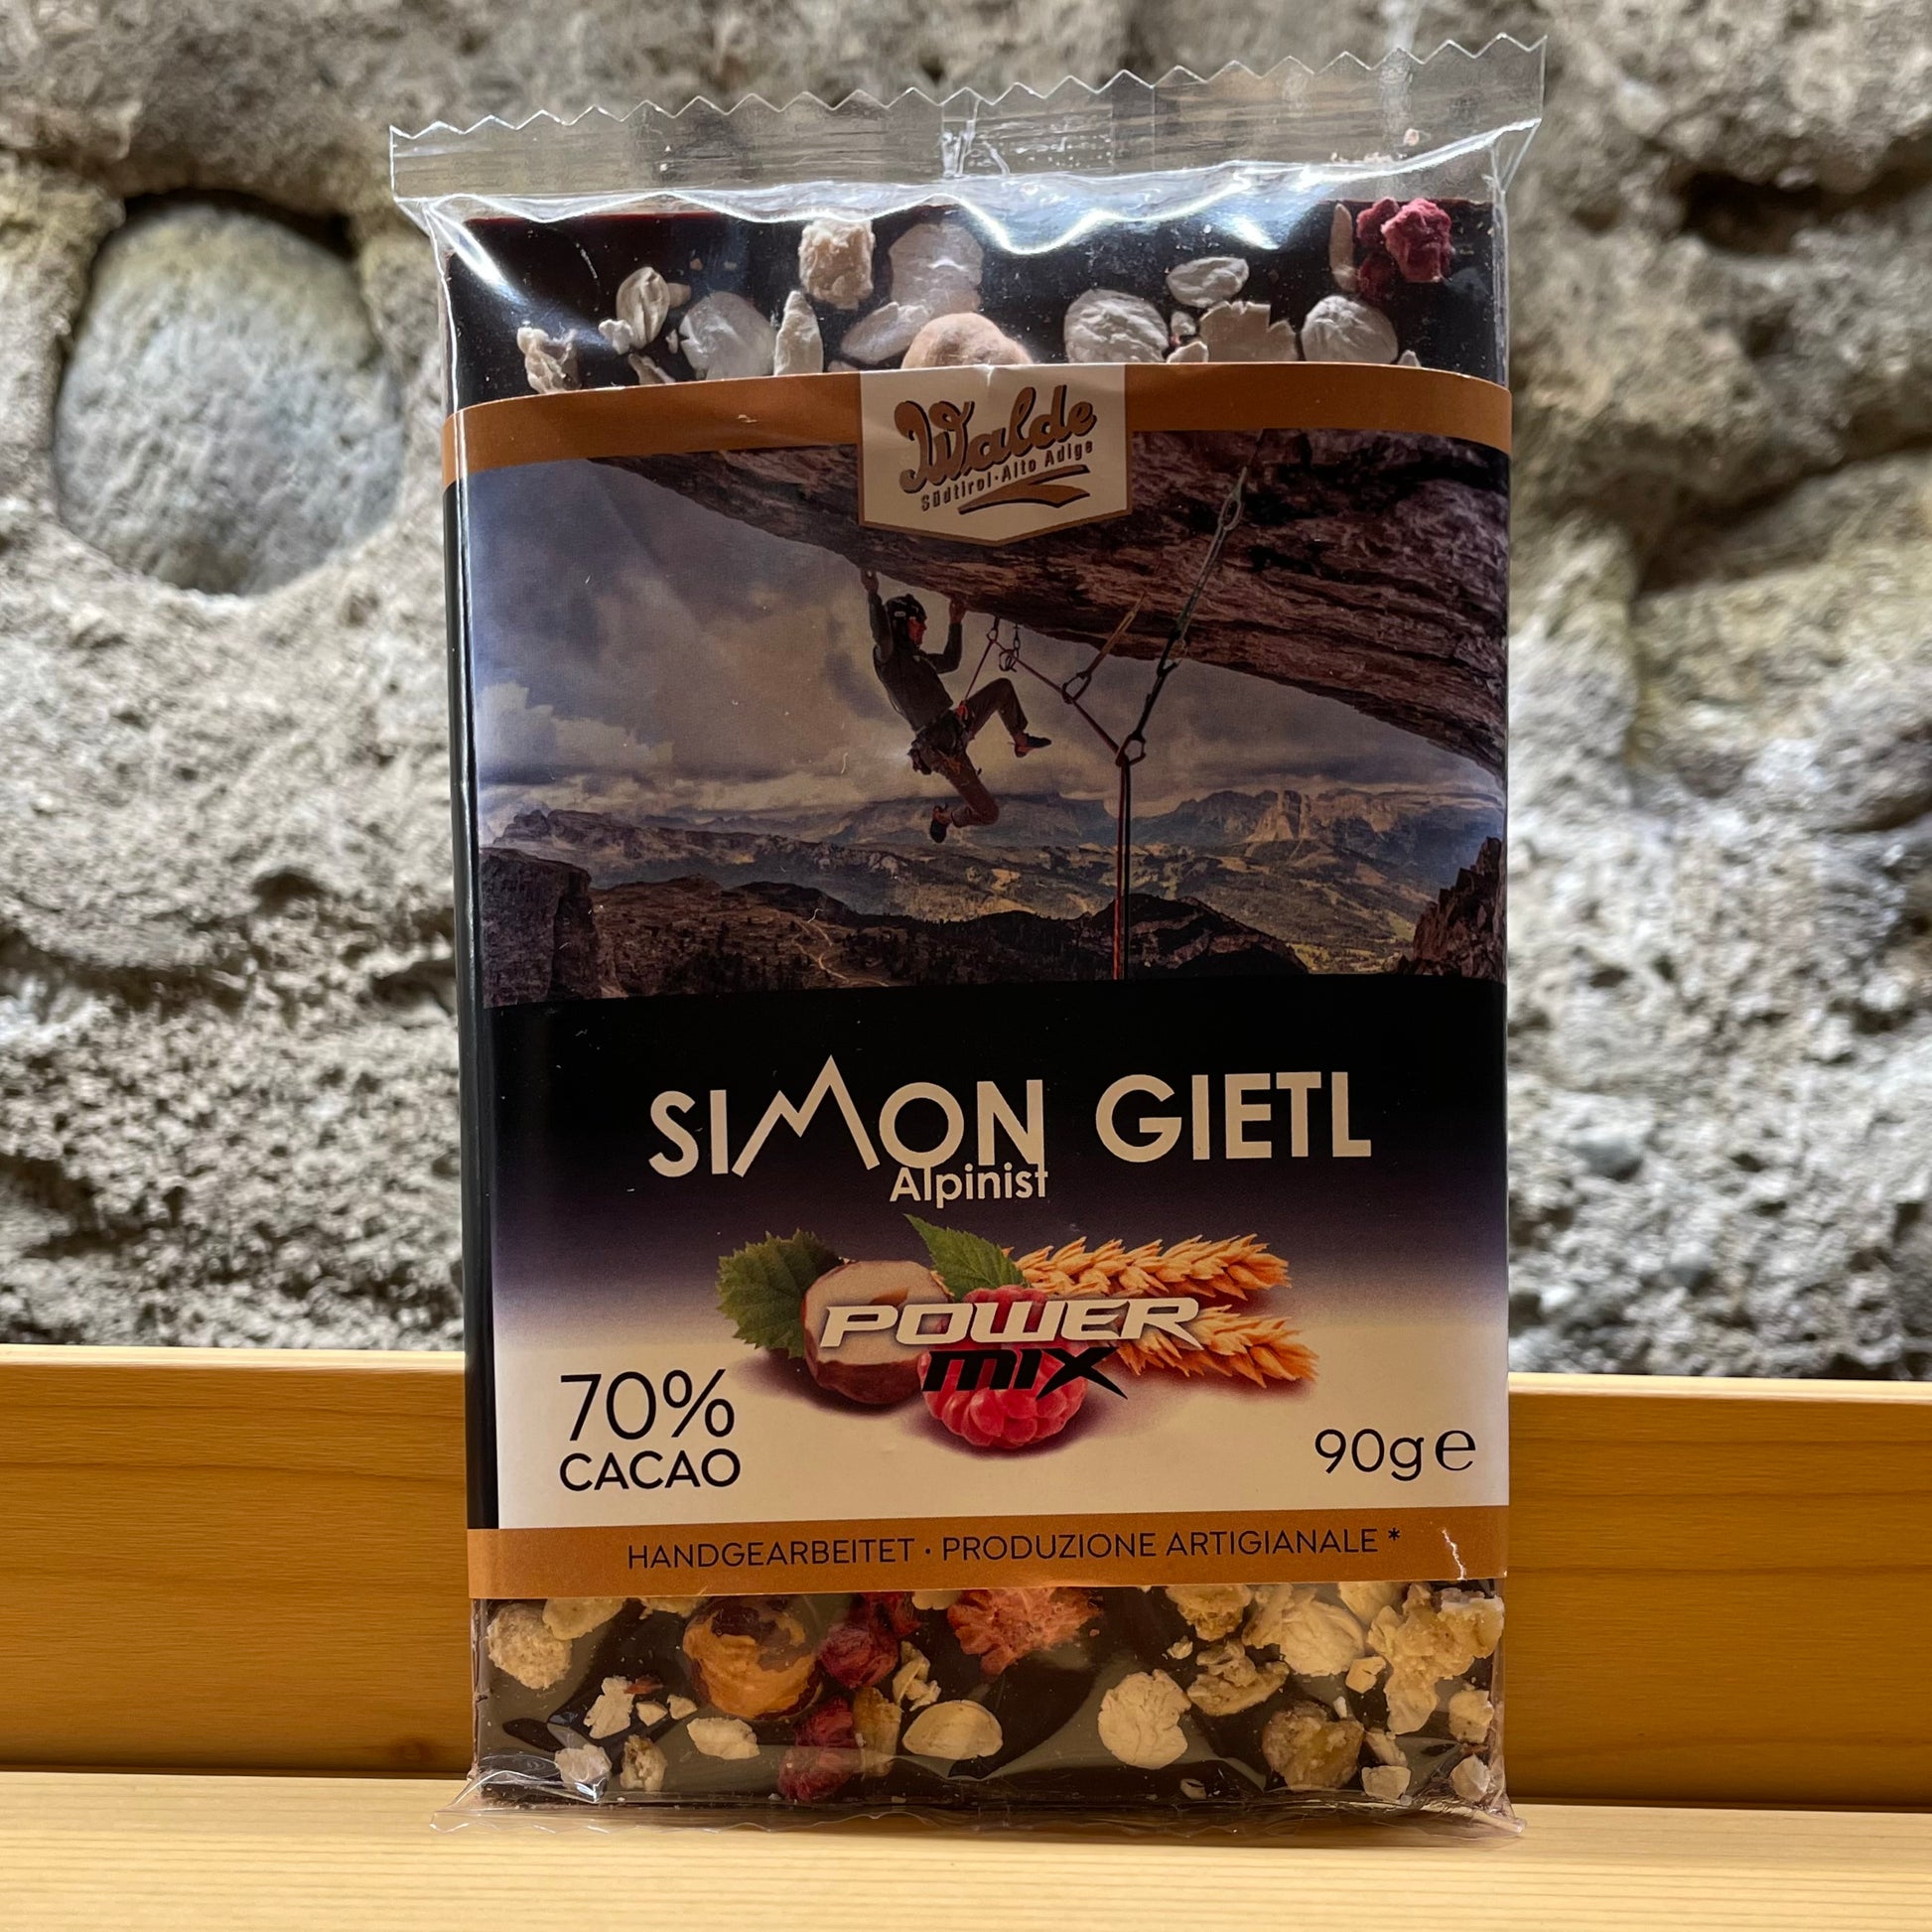 Walde
Südtirol·Alto Adige
SIMON GIETL
Alpinist
POWER
mix
70%
CACAO
90g e
HANDGEARBEITET · PRODUZIONE ARTIGIANALE *